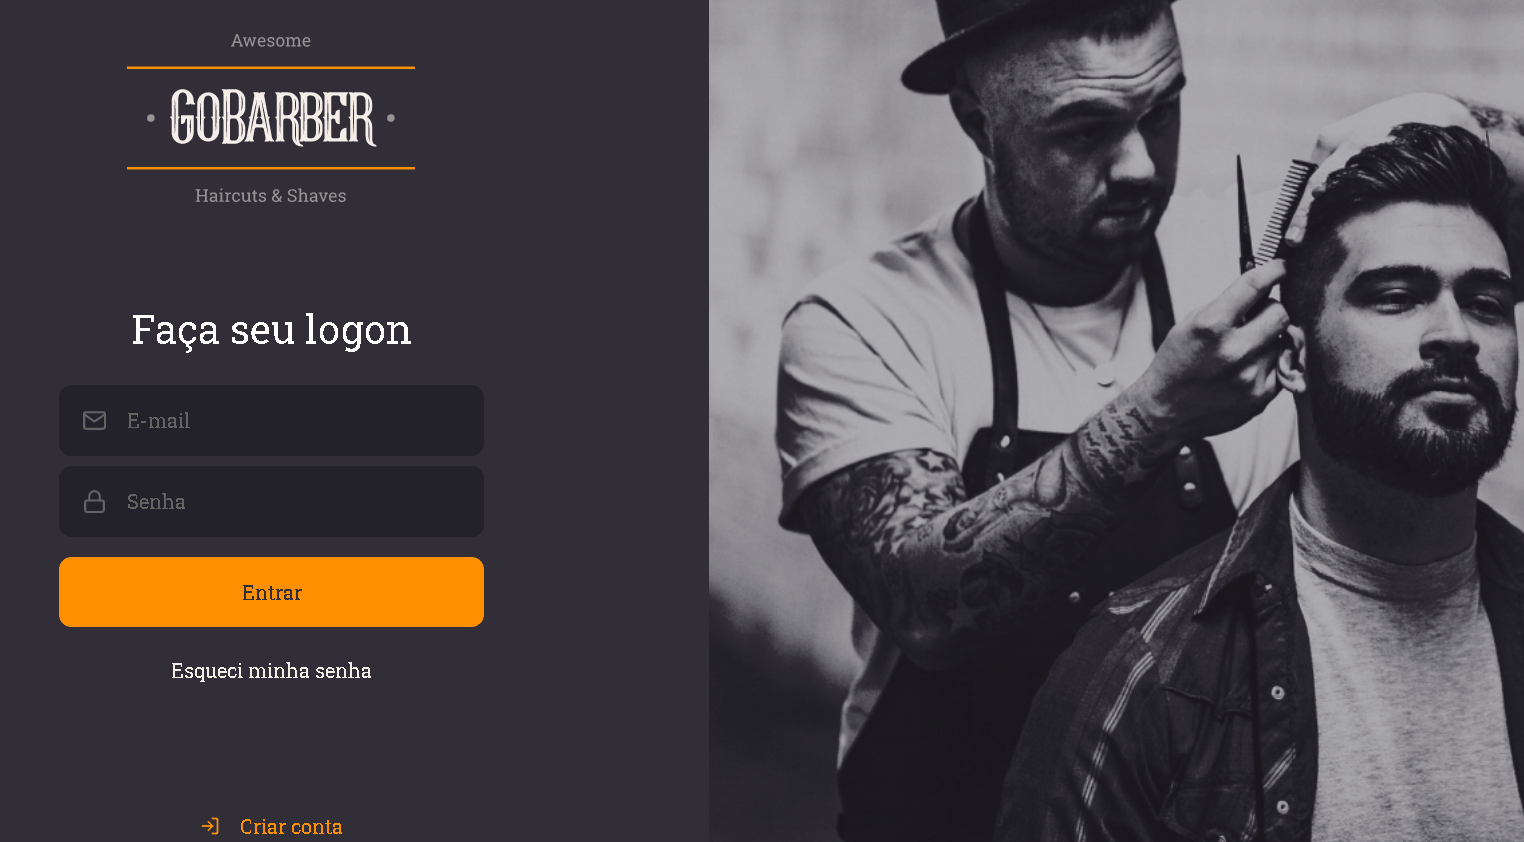 Awesome
GOBARBER
Haircuts & Shaves
Faça seu logon
E-mail
Senha
Entrar
Esqueci minha senha
Criar conta